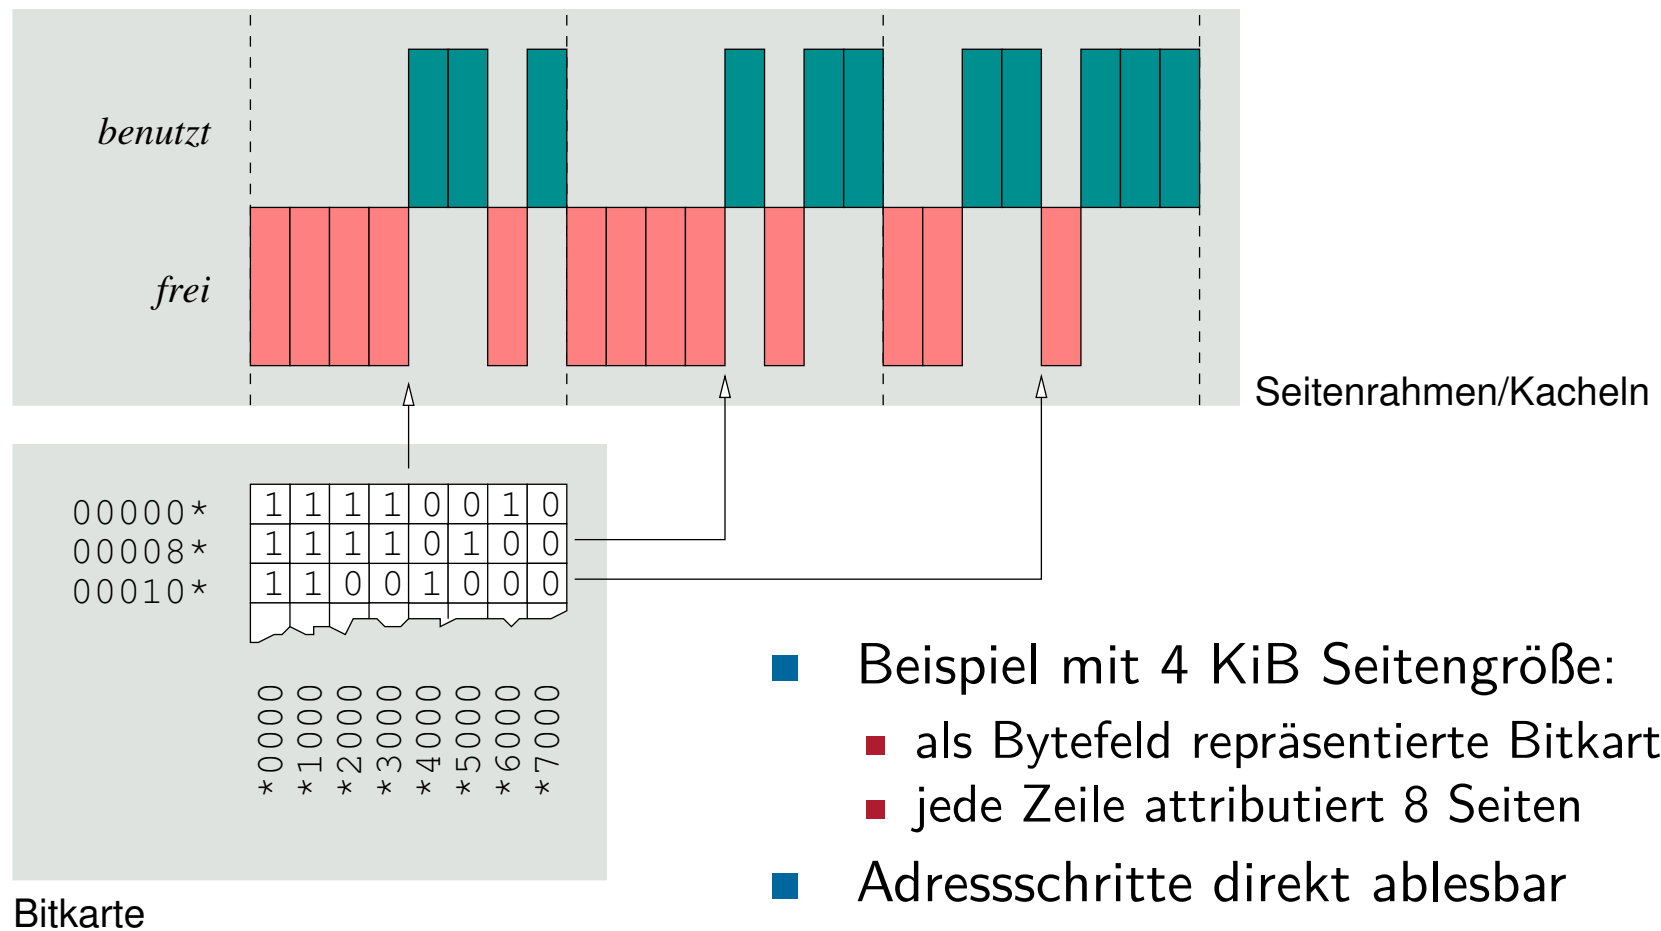 benutzt
frei
Seitenrahmen/Kacheln
00000* 1 1 1 1 0 0 1 0
00008* 1 1 1 1 0 1 0 0
00010* 1 1 0 0 1 0 0 0
*0000
*1000
*2000
*3000
*4000
*5000
*6000
*7000
Bitkarte
Beispiel mit 4 KiB Seitengröße:
als Bytefeld repräsentierte Bitkart
jede Zeile attributiert 8 Seiten
Adressschritte direkt ablesbar